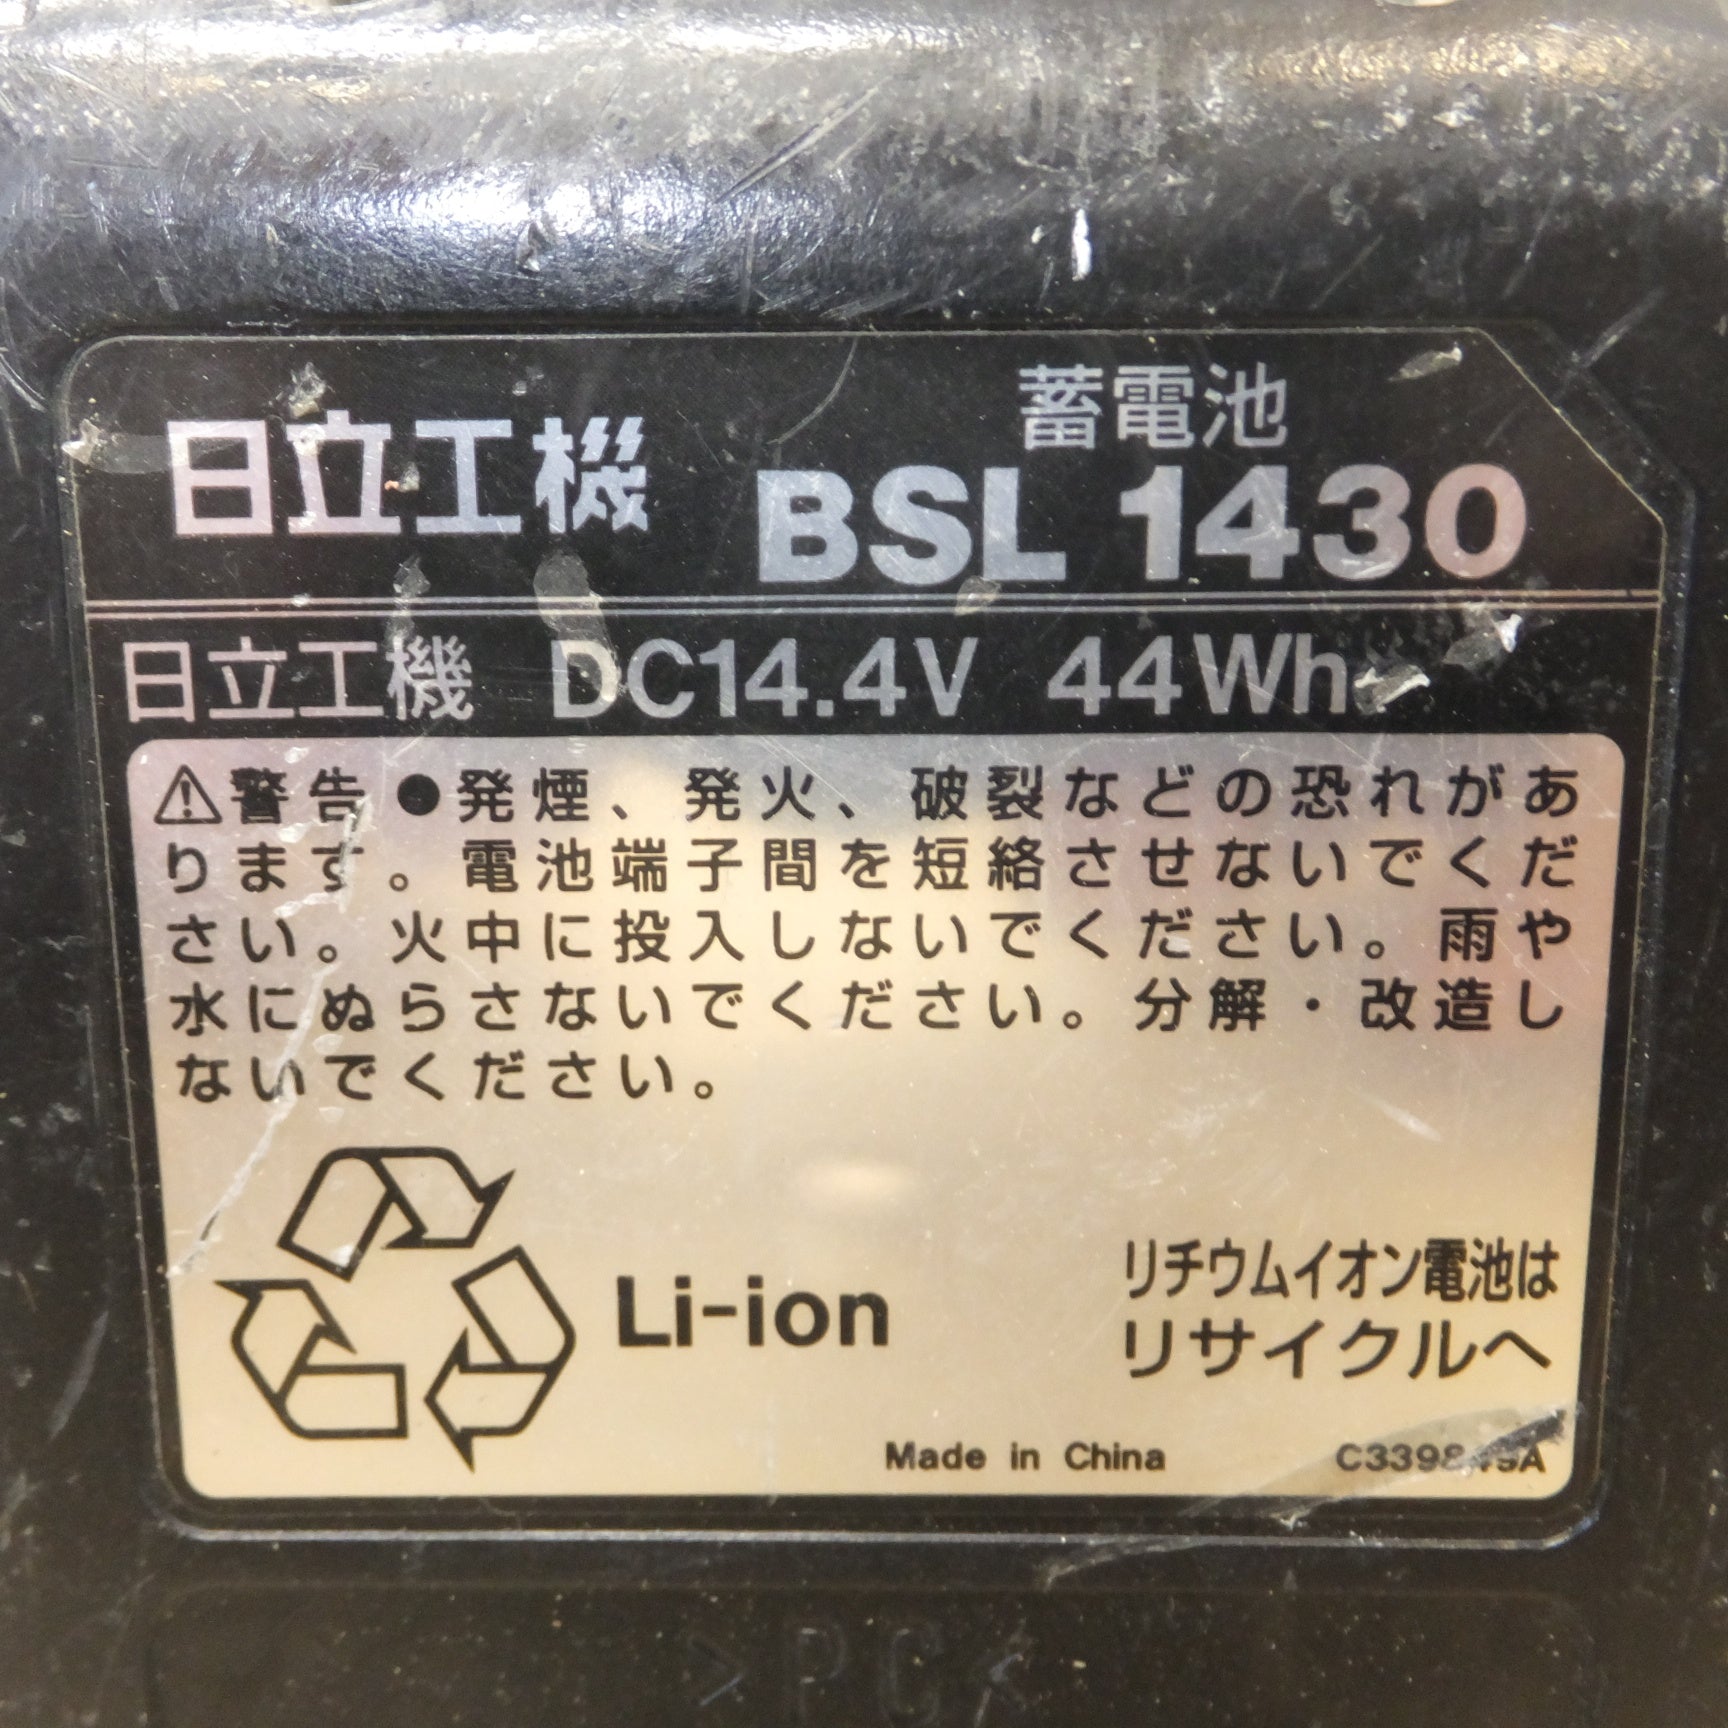 蓄電池
日立工機 BSL 1430
日立工機 DC14.4V 44Wh
⚠警告 ●発煙、発火、破裂などの恐れがあ
ります。電池端子間を短絡させないでくだ
さい。火中に投入しないでください。雨や
水にぬらさないでください。分解・改造し
ないでください。
Li-ion
リチウムイオン電池は
リサイクルへ
Made in China
>PC<